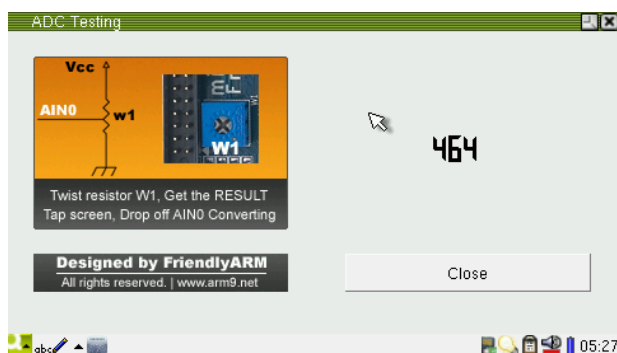 ADC Testing
Vcc
AIN0
w1
W1
Twist resistor W1, Get the RESULT
Tap screen, Drop off AIN0 Converting
464
Designed by FriendlyARM
All rights reserved. | www.arm9.net
Close
abc
05:27